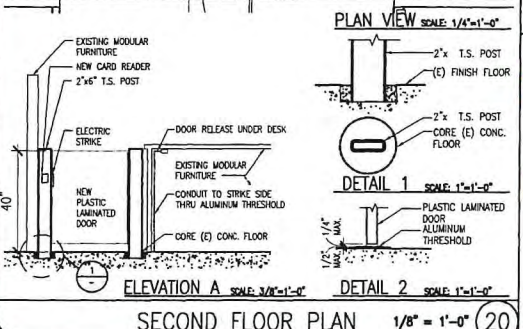 PLAN VIEW SCALE: 1/4"=1'-0"
EXISTING MODULAR
FURNITURE
NEW CARD READER
2"x6" T.S. POST
ELECTRIC
STRIKE
40"
NEW
PLASTIC
LAMINATED
DOOR
DOOR RELEASE UNDER DESK
EXISTING MODULAR
FURNITURE
CONDUIT TO STRIKE SIDE
THRU ALUMINUM THRESHOLD
CORE (E) CONC. FLOOR
1
-
ELEVATION A SCALE: 3/8"=1'-0"
2"x T.S. POST
(E) FINISH FLOOR
2"x T.S. POST
CORE (E) CONC.
FLOOR
DETAIL 1 SCALE: 1"=1'-0"
1/4"
MAX.
1/2"
MAX.
PLASTIC LAMINATED
DOOR
ALUMINUM
THRESHOLD
DETAIL 2 SCALE: 1"=1'-0"
SECOND FLOOR PLAN 1/8" = 1'-0" 20